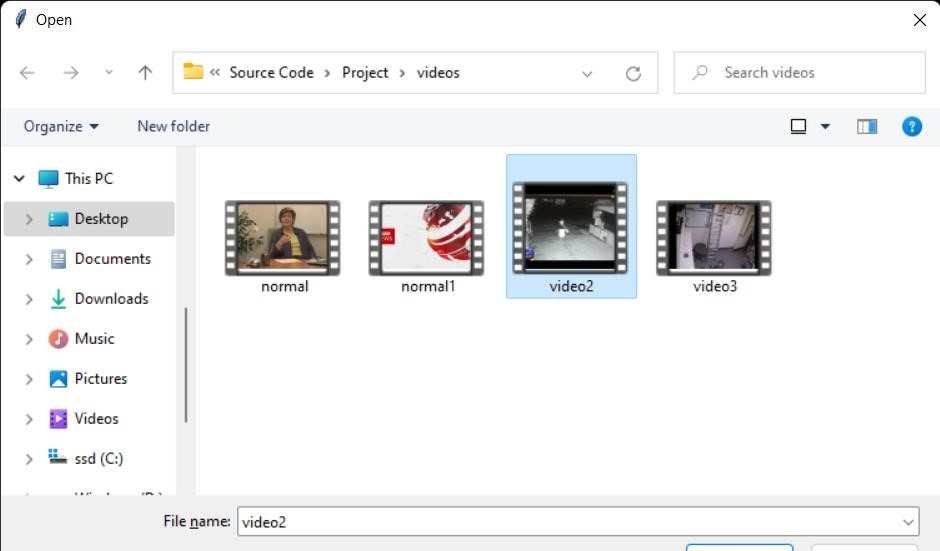 Open
« Source Code > Project > videos
Search videos
Organize
New folder
This PC
Desktop
Documents
Downloads
Music
Pictures
Videos
ssd (C:)
normal
normal1
video2
video3
File name:
video2